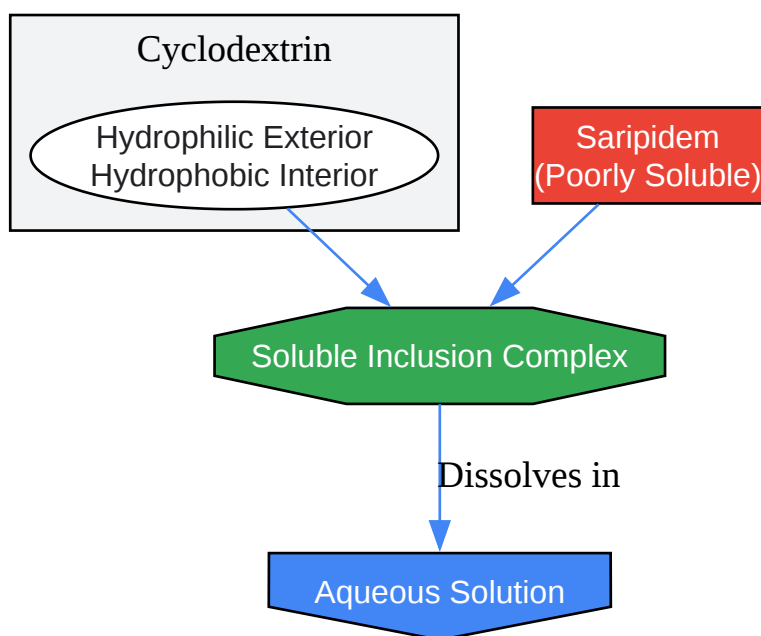 Cyclodextrin
Hydrophilic Exterior
Hydrophobic Interior
Saripidem
(Poorly Soluble)
Soluble Inclusion Complex
Dissolves in
Aqueous Solution